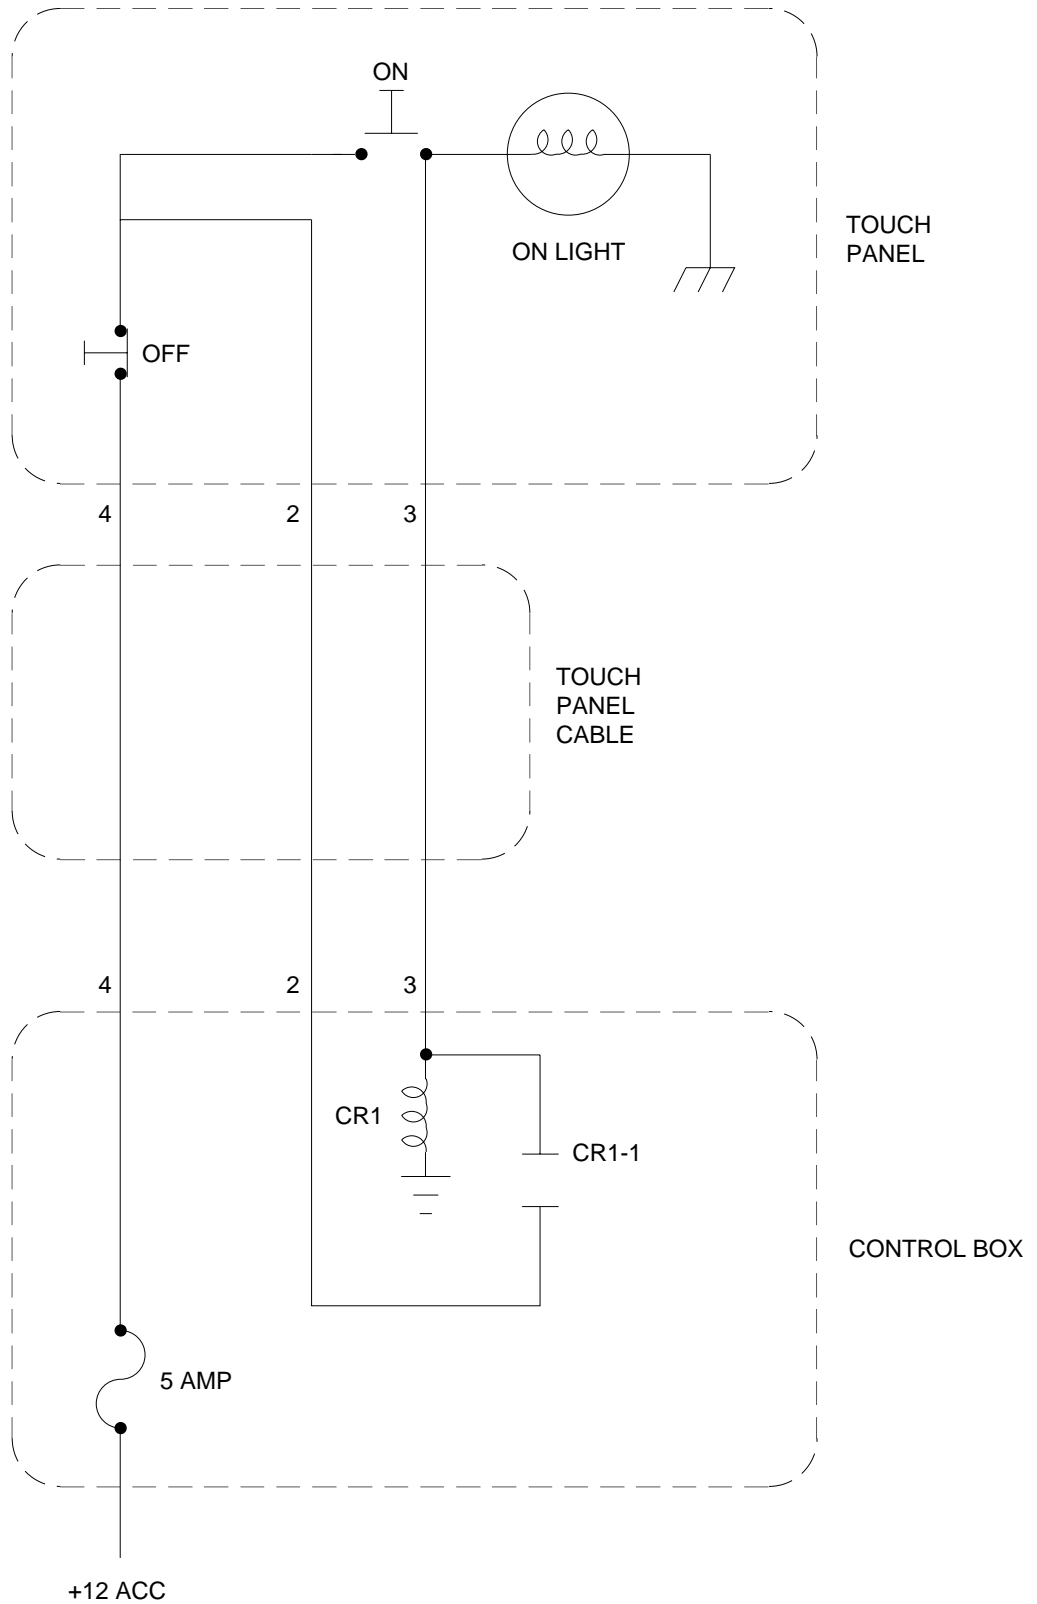 ON
ON LIGHT
TOUCH
PANEL
OFF
4 2 3
TOUCH
PANEL
CABLE
4 2 3
CR1
CR1-1
CONTROL BOX
5 AMP
+12 ACC